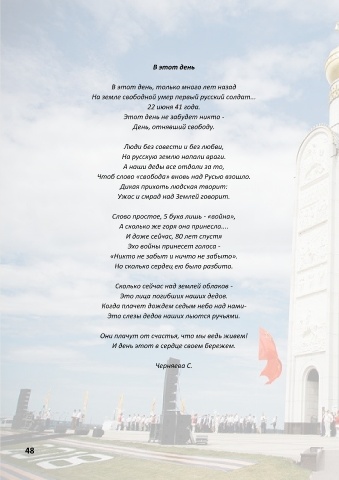 В этот день
В этот день, только много лет назад
На земле свободной умер первый русский солдат...
22 июня 41 года.
Этот день не забудет никто -
День, отнявший свободу.
Люди без совести и без любви,
На русскую землю напали враги.
А наши деды все отдали за то,
Чтоб слово «свобода» вновь над Русью взошло.
Дикая прихоть людская творит:
Ужас и смрад над Землей говорит.
Слово простое, 5 букв лишь - «война»,
А сколько же горя она принесла....
И даже сейчас, 80 лет спустя
Эхо войны принесет голоса -
«Никто не забыт и ничто не забыто».
Но сколько сердец ею было разбито.
Сколько сейчас над землей облаков -
Это лица погибших наших дедов.
Когда плачет дождем седым небо над нами-
Это слезы дедов наших льются ручьями.
Они плачут от счастья, что мы ведь живем!
И день этот в сердце своем бережем.
Черняева С.
48